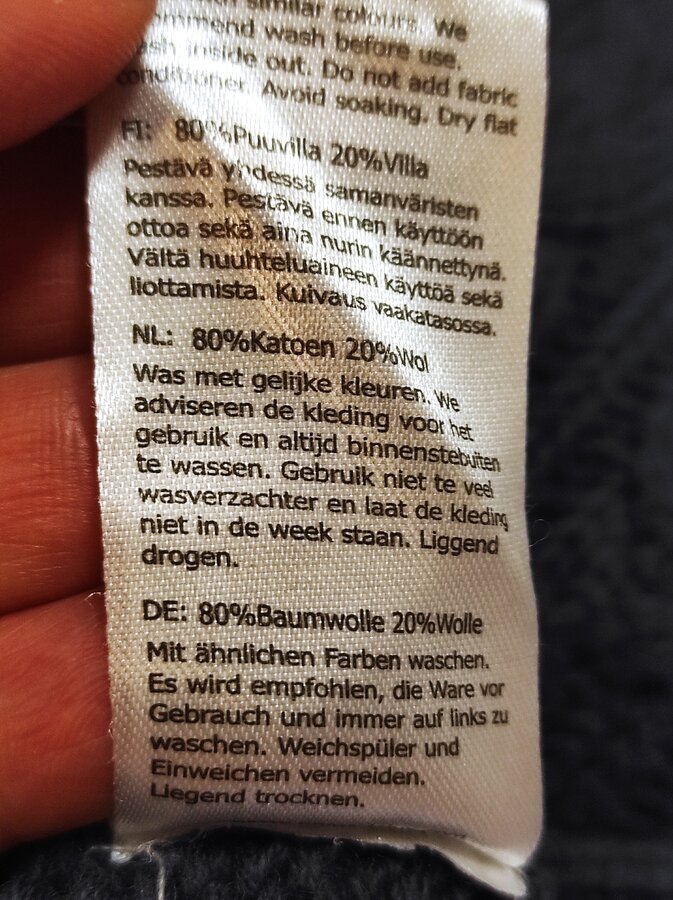 similar colours. We
mmend wash before use,
ash inside out. Do not add fabric
conditioner. Avoid soaking. Dry flat
FI: 80%Puuvilla 20%Villa
Pestävä yhdessä samanväristen
kanssa. Pestävä ennen käyttöön
ottoa sekä aina nurin käännettynä.
Vältä huuhteluaineen käyttöä sekä
liottamista. Kuivaus vaakatasossa.
NL: 80%Katoen 20%Wol
Was met gelijke kleuren. We
adviseren de kleding voor het
gebruik en altijd binnenstebuiten
te wassen. Gebruik niet te veel
wasverzachter en laat de kleding
niet in de week staan. Liggend
drogen.
DE: 80%Baumwolle 20%Wolle
Mit ähnlichen Farben waschen.
Es wird empfohlen, die Ware vor
Gebrauch und immer auf links zu
waschen. Weichspüler und
Einweichen vermeiden.
Liegend trocknen.